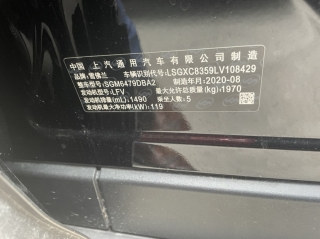 中国 上汽通用汽车有限公司 制造
品牌:雪佛兰 车辆识别代号:LSGXC8359LV108429
整车型号:SGM6479DBA2 制造年月:2020-08
发动机型号:LFV 最大允许总质量(kg):1970
发动机排量(mL):1490 乘坐人数:5
发动机最大净功率(kW):119